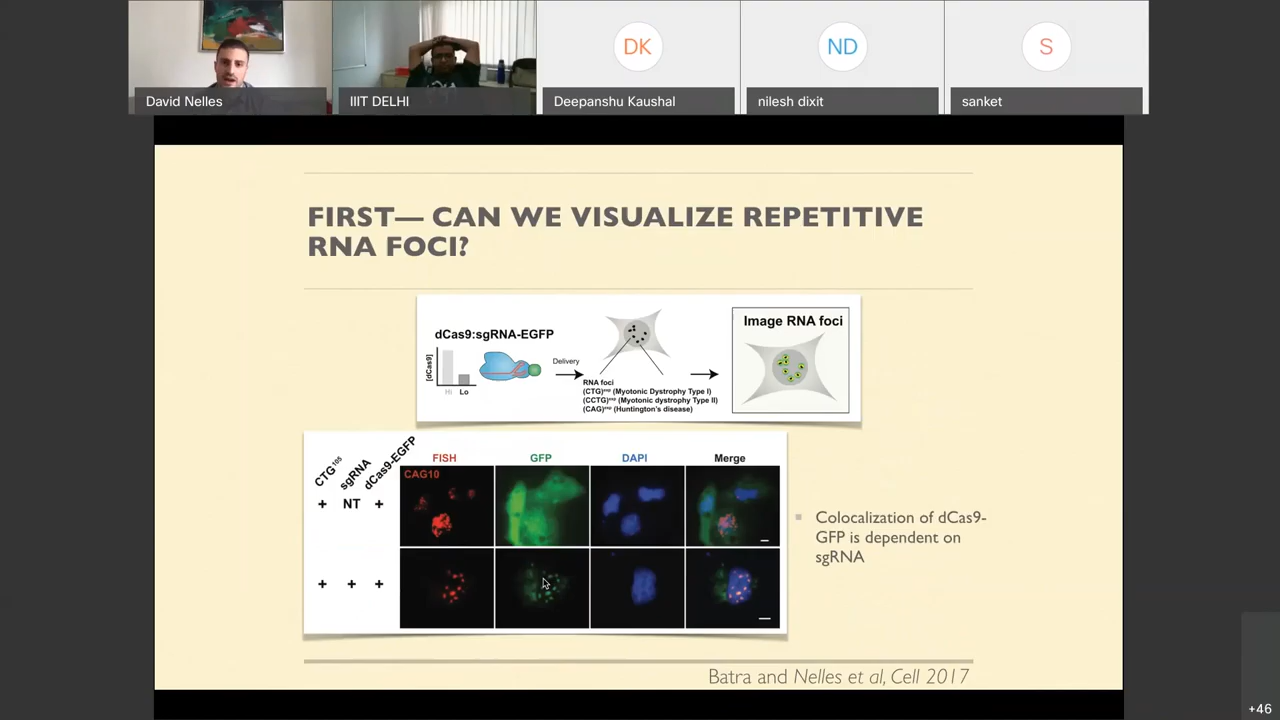 DK
ND
S
David Nelles
IIIT DELHI
Deepanshu Kaushal
nilesh dixit
sanket
FIRST— CAN WE VISUALIZE REPETITIVE
RNA FOCI?
dCas9:sgRNA-EGFP
[dCas9]
Hi Lo
Delivery
RNA foci
(CTG)exp (Myotonic Dystrophy Type I)
(CCTG)exp (Myotonic dystrophy Type II)
(CAG)exp (Huntington's disease)
Image RNA foci
CTG105
sgRNA
dCas9-EGFP
FISH GFP DAPI Merge
CAG10
+ NT +
+ + +
Colocalization of dCas9-
GFP is dependent on
sgRNA
Batra and Nelles et al, Cell 2017
+46